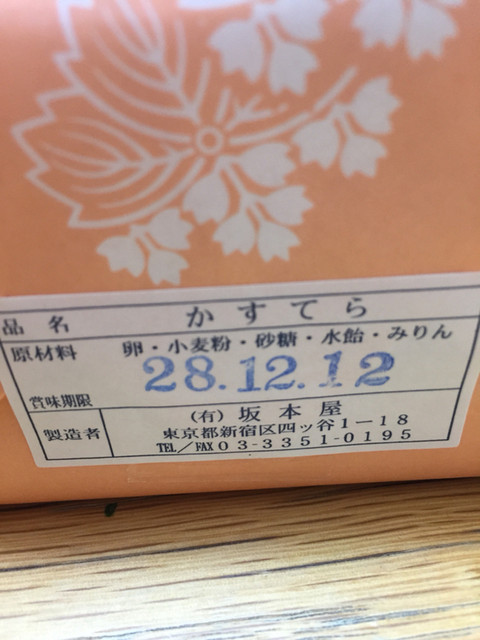 品名 かすてら
原材料 卵・小麦粉・砂糖・水飴・みりん
賞味期限 28.12.12
製造者 (有)坂本屋
東京都新宿区四ッ谷1-18
TEL/FAX 03-3351-0195